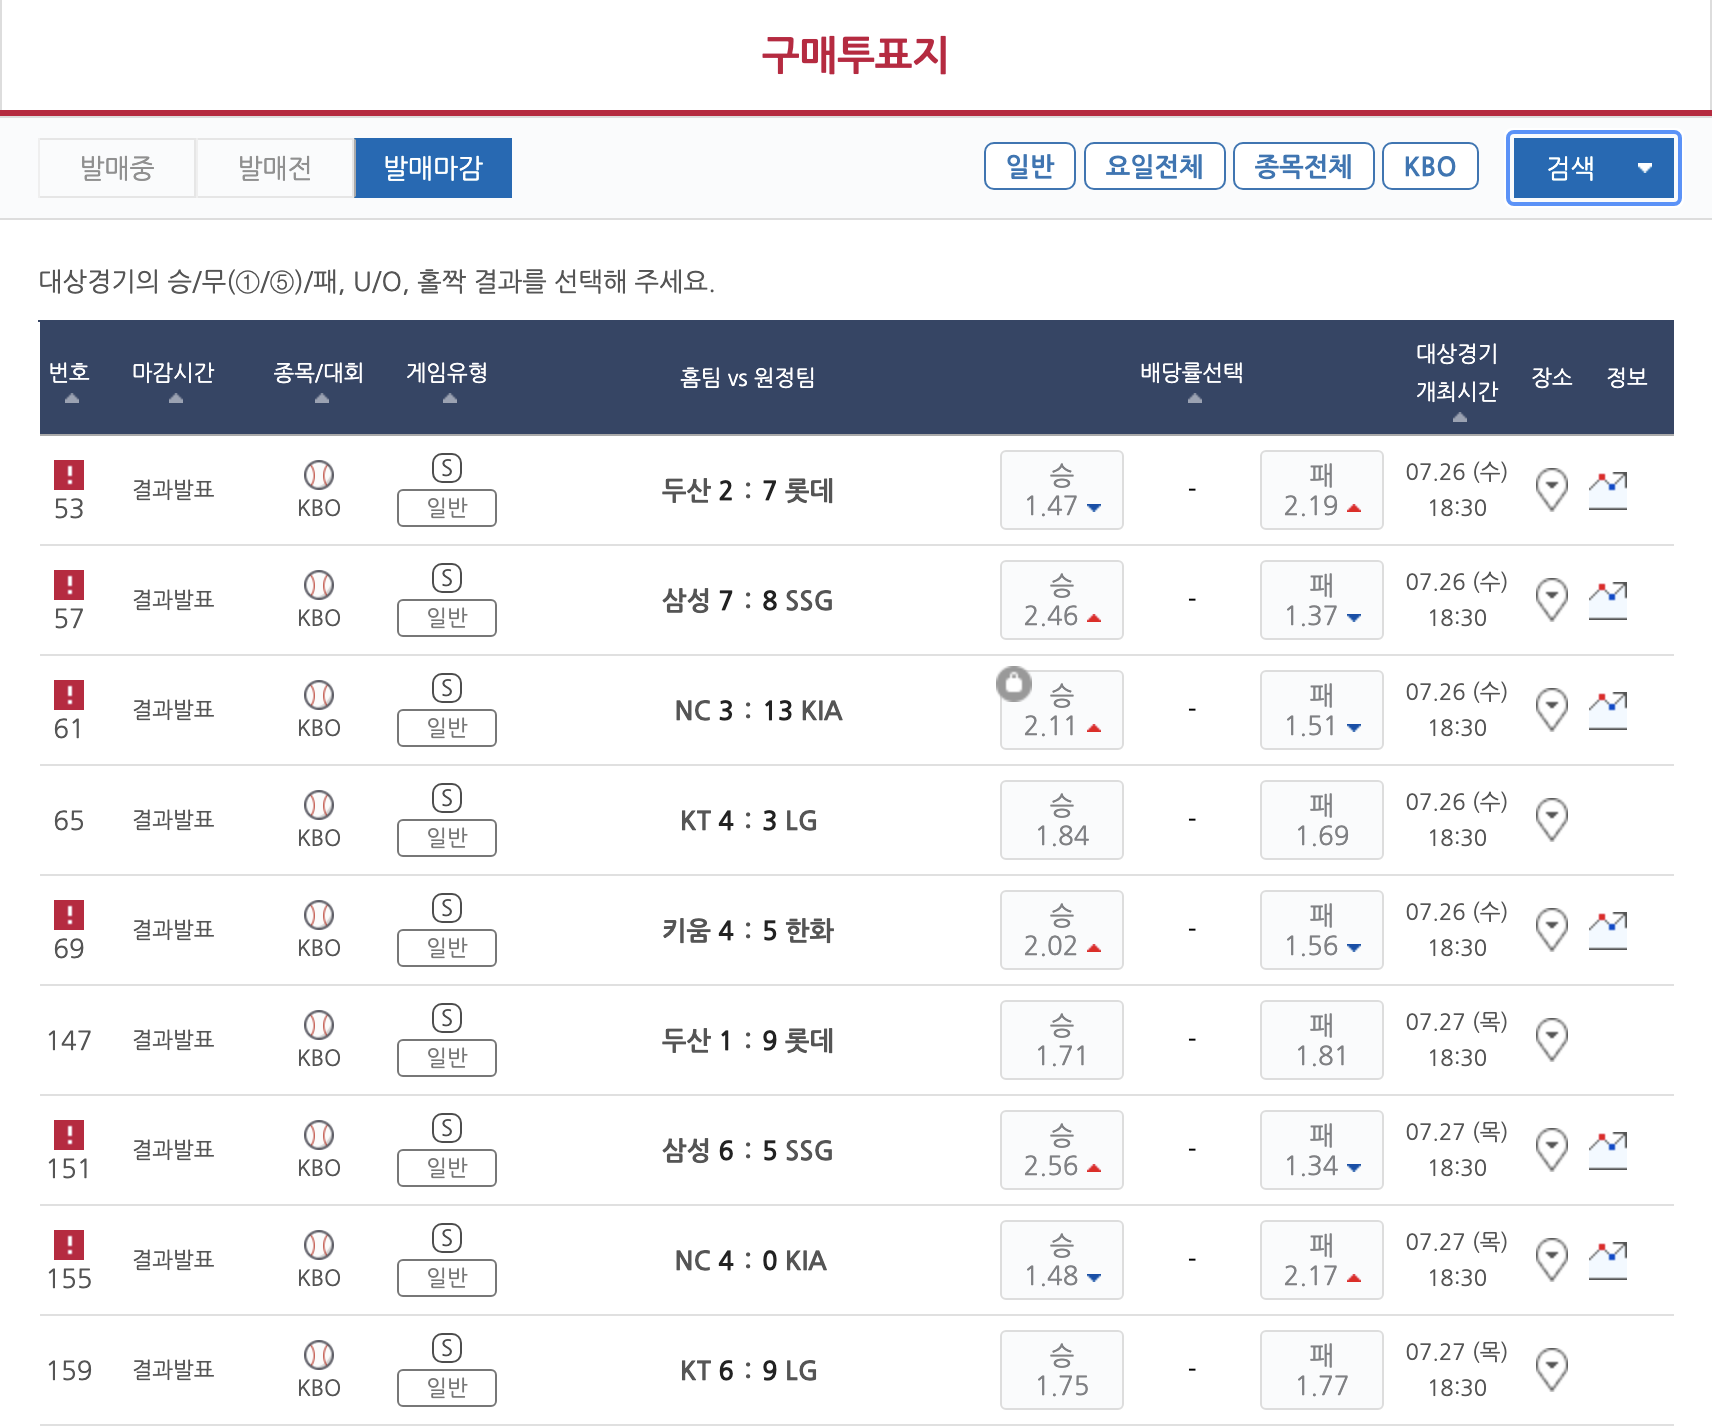 구매투표지
발매중 발매전 발매마감 일반 요일전체 종목전체 KBO 검색
대상경기의 승/무(①/⑤)/패, U/O, 홀짝 결과를 선택해 주세요.
번호 마감시간 종목/대회 게임유형 홈팀 vs 원정팀 배당률선택 대상경기 개최시간 장소 정보
! S 승 패 07.26 (수)
53 결과발표 KBO 일반 두산 2 : 7 롯데 1.47 - 2.19 18:30
! S 승 패 07.26 (수)
57 결과발표 KBO 일반 삼성 7 : 8 SSG 2.46 - 1.37 18:30
! S 승 패 07.26 (수)
61 결과발표 KBO 일반 NC 3 : 13 KIA 2.11 - 1.51 18:30
S 승 패 07.26 (수)
65 결과발표 KBO 일반 KT 4 : 3 LG 1.84 - 1.69 18:30
! S 승 패 07.26 (수)
69 결과발표 KBO 일반 키움 4 : 5 한화 2.02 - 1.56 18:30
S 승 패 07.27 (목)
147 결과발표 KBO 일반 두산 1 : 9 롯데 1.71 - 1.81 18:30
! S 승 패 07.27 (목)
151 결과발표 KBO 일반 삼성 6 : 5 SSG 2.56 - 1.34 18:30
! S 승 패 07.27 (목)
155 결과발표 KBO 일반 NC 4 : 0 KIA 1.48 - 2.17 18:30
S 승 패 07.27 (목)
159 결과발표 KBO 일반 KT 6 : 9 LG 1.75 - 1.77 18:30